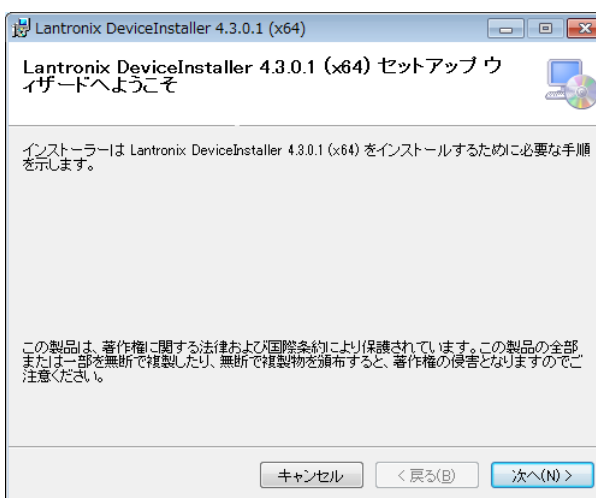 Lantronix DeviceInstaller 4.3.0.1 (x64)
Lantronix DeviceInstaller 4.3.0.1 (x64) セットアップ ウ
ィザードへようこそ
インストーラーは Lantronix DeviceInstaller 4.3.0.1 (x64) をインストールするために必要な手順
を示します。
この製品は、著作権に関する法律および国際条約により保護されています。この製品の全部
または一部を無断で複製したり、無断で複製物を頒布すると、著作権の侵害となりますのでご
注意ください。
キャンセル
< 戻る(B)
次へ(N) >